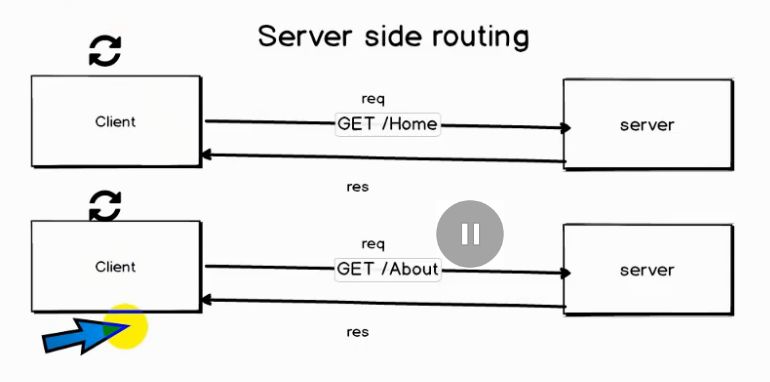 Server side routing
req
Client
GET /Home
server
res
req
Client
GET /About
server
res